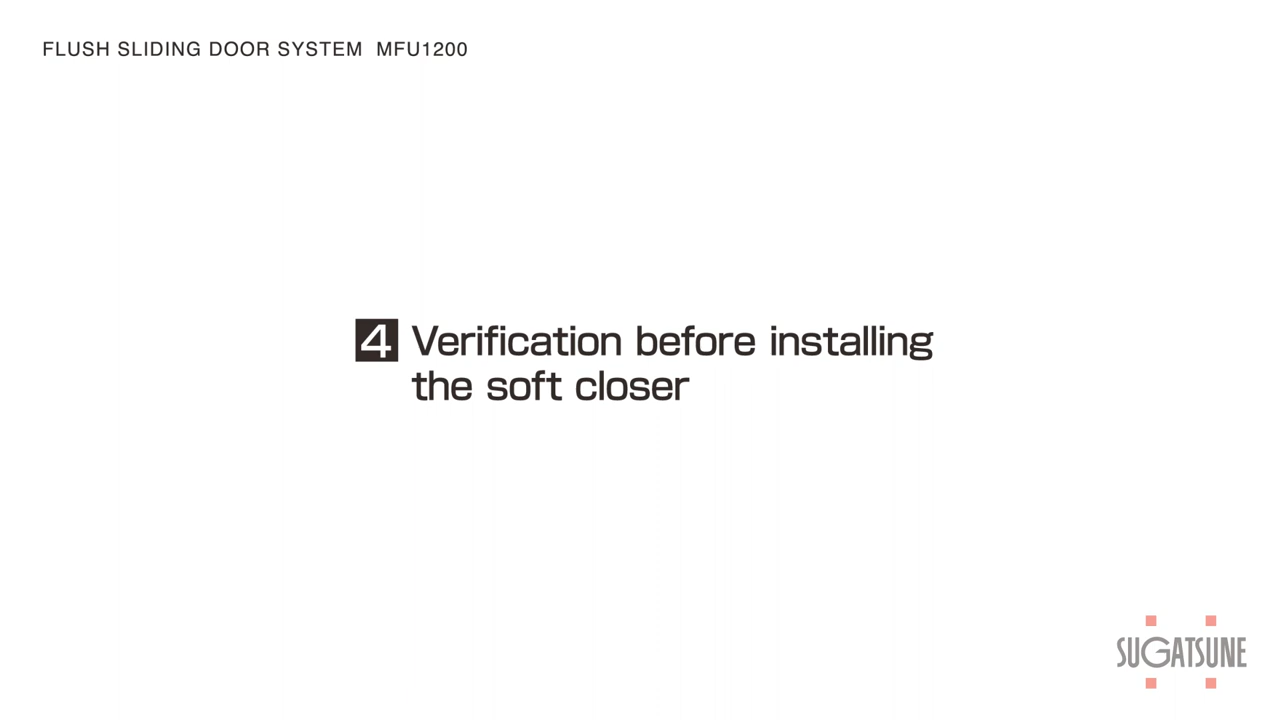 FLUSH SLIDING DOOR SYSTEM MFU1200
4 Verification before installing
the soft closer
SUGATSUNE